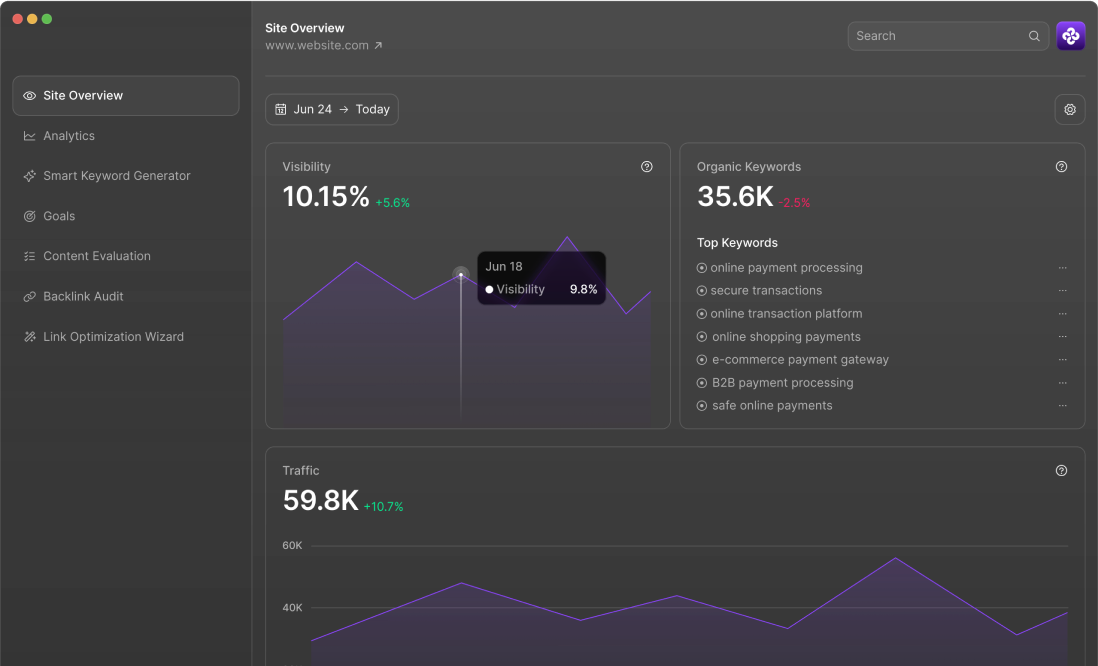 Site Overview
www.website.com
Search
Site Overview
Analytics
Smart Keyword Generator
Goals
Content Evaluation
Backlink Audit
Link Optimization Wizard
12
Jun 24 → Today
Visibility
10.15% +5.6%
Jun 18
Visibility 9.8%
Organic Keywords
35.6K -2.5%
Top Keywords
online payment processing
secure transactions
online transaction platform
online shopping payments
e-commerce payment gateway
B2B payment processing
safe online payments
Traffic
59.8K +10.7%
60K
40K